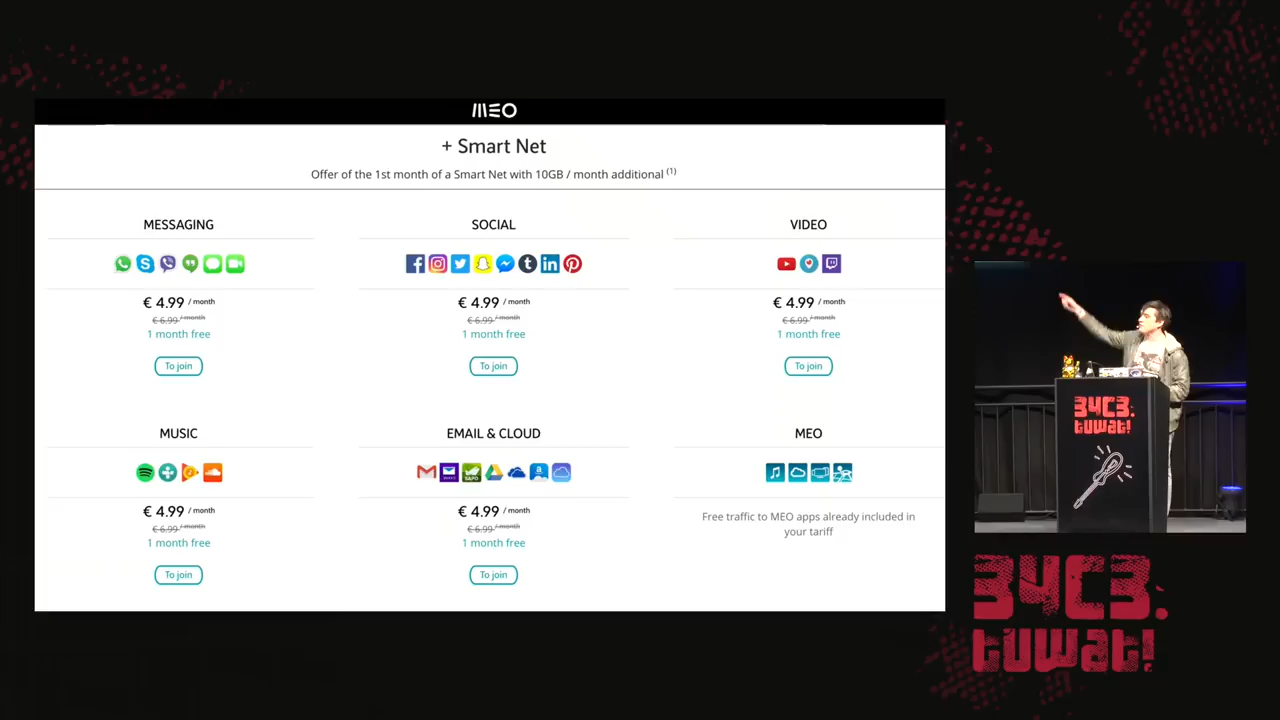 MEO
+ Smart Net
Offer of the 1st month of a Smart Net with 10GB / month additional (1)
MESSAGING
€ 4.99 / month
€ 6.99 / month
1 month free
To join
SOCIAL
€ 4.99 / month
€ 6.99 / month
1 month free
To join
VIDEO
€ 4.99 / month
€ 6.99 / month
1 month free
To join
MUSIC
€ 4.99 / month
€ 6.99 / month
1 month free
To join
EMAIL & CLOUD
€ 4.99 / month
€ 6.99 / month
1 month free
To join
MEO
Free traffic to MEO apps already included in
your tariff
34C3.
tuwat!
34C3.
tuwat!